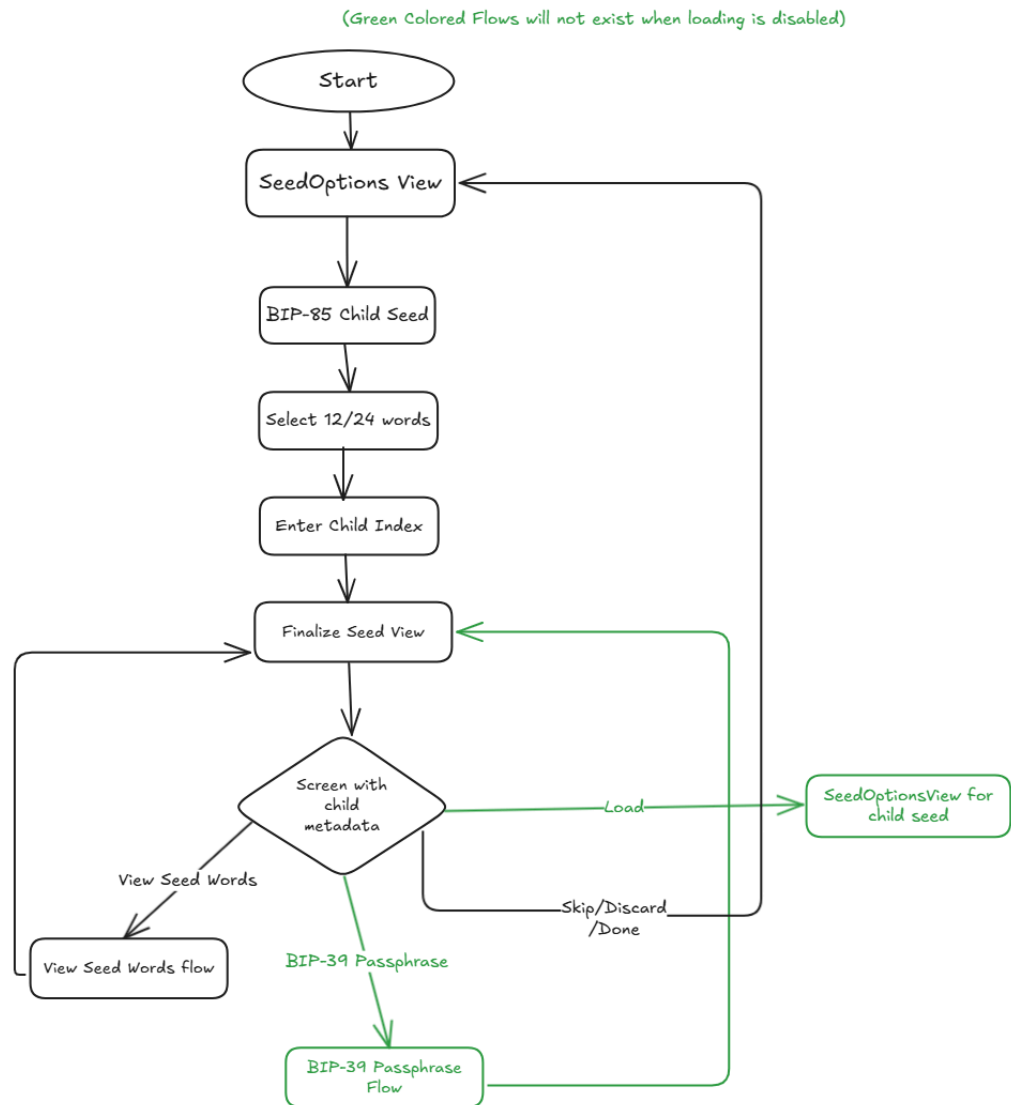 (Green Colored Flows will not exist when loading is disabled)
Start
SeedOptions View
BIP-85 Child Seed
Select 12/24 words
Enter Child Index
Finalize Seed View
Screen with
child
metadata
Load
SeedOptionsView for
child seed
View Seed Words
Skip/Discard
/Done
View Seed Words flow
BIP-39 Passphrase
BIP-39 Passphrase
Flow